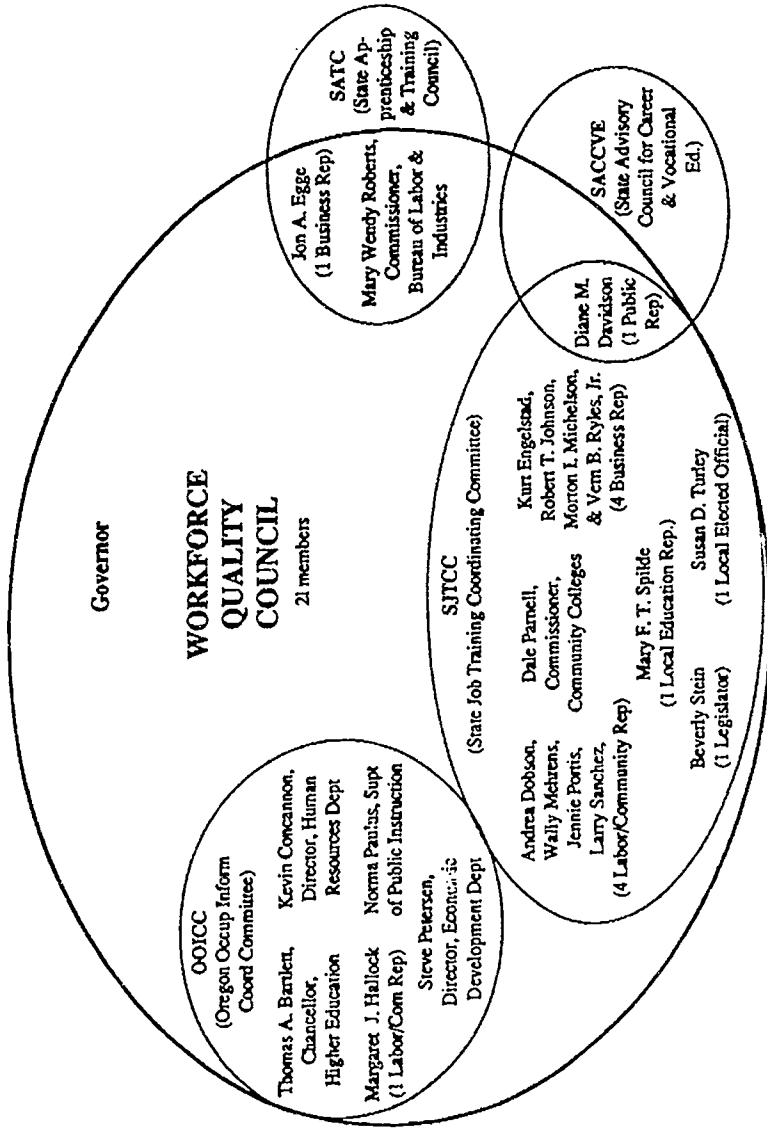 Governor
WORKFORCE
QUALITY
COUNCIL
21 members
OOICC
(Oregon Occup Inform
Coord Committee)
Thomas A. Bartlett,
Chancellor,
Higher Education
Kevin Concannon,
Director, Human
Resources Dept
Margaret J. Hallock
(1 Labor/Com Rep)
Norma Paulus, Supt
of Public Instruction
Steve Petersen,
Director, Economic
Development Dept
Jon A. Egge
(1 Business Rep)
Mary Wendy Roberts,
Commissioner,
Bureau of Labor &
Industries
SATC
(State Ap-
prenticeship
& Training
Council)
SJTCC
(State Job Training Coordinating Committee)
Andrea Dobson,
Wally Mehrens,
Jennie Portis,
Larry Sanchez,
(4 Labor/Community Rep)
Dale Parnell,
Commissioner,
Community Colleges
Kurt Engelstad,
Robert T. Johnson,
Morton I. Michelson,
& Vern B. Ryles, Jr.
(4 Business Rep)
Mary F. T. Spilde
(1 Local Education Rep.)
Beverly Stein
(1 Legislator)
Susan D. Turley
(1 Local Elected Official)
Diane M.
Davidson
(1 Public
Rep)
SACCVE
(State Advisory
Council for Career
& Vocational
Ed.)